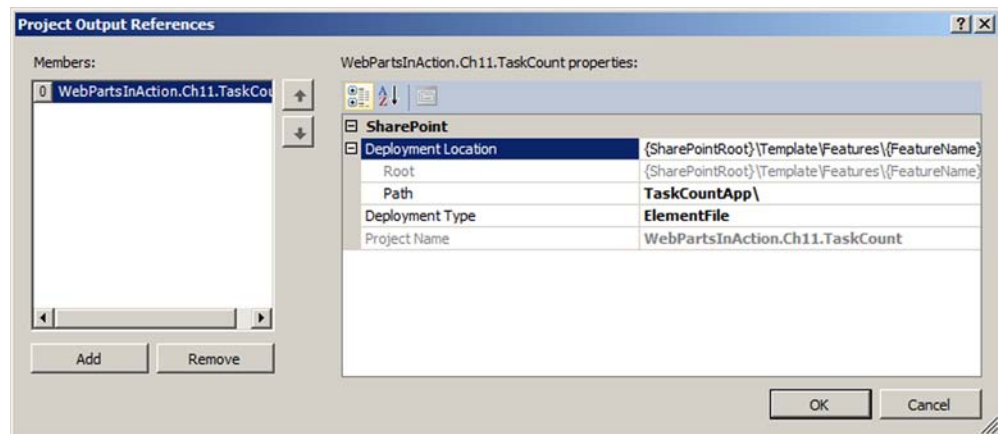 Project Output References
Members:
0 WebPartsInAction.Ch11.TaskCou
Add
Remove
WebPartsInAction.Ch11.TaskCount properties:
SharePoint
Deployment Location {SharePointRoot}\Template\Features\{FeatureName}
Root {SharePointRoot}\Template\Features\{FeatureName}
Path TaskCountApp\
Deployment Type ElementFile
Project Name WebPartsInAction.Ch11.TaskCount
OK
Cancel